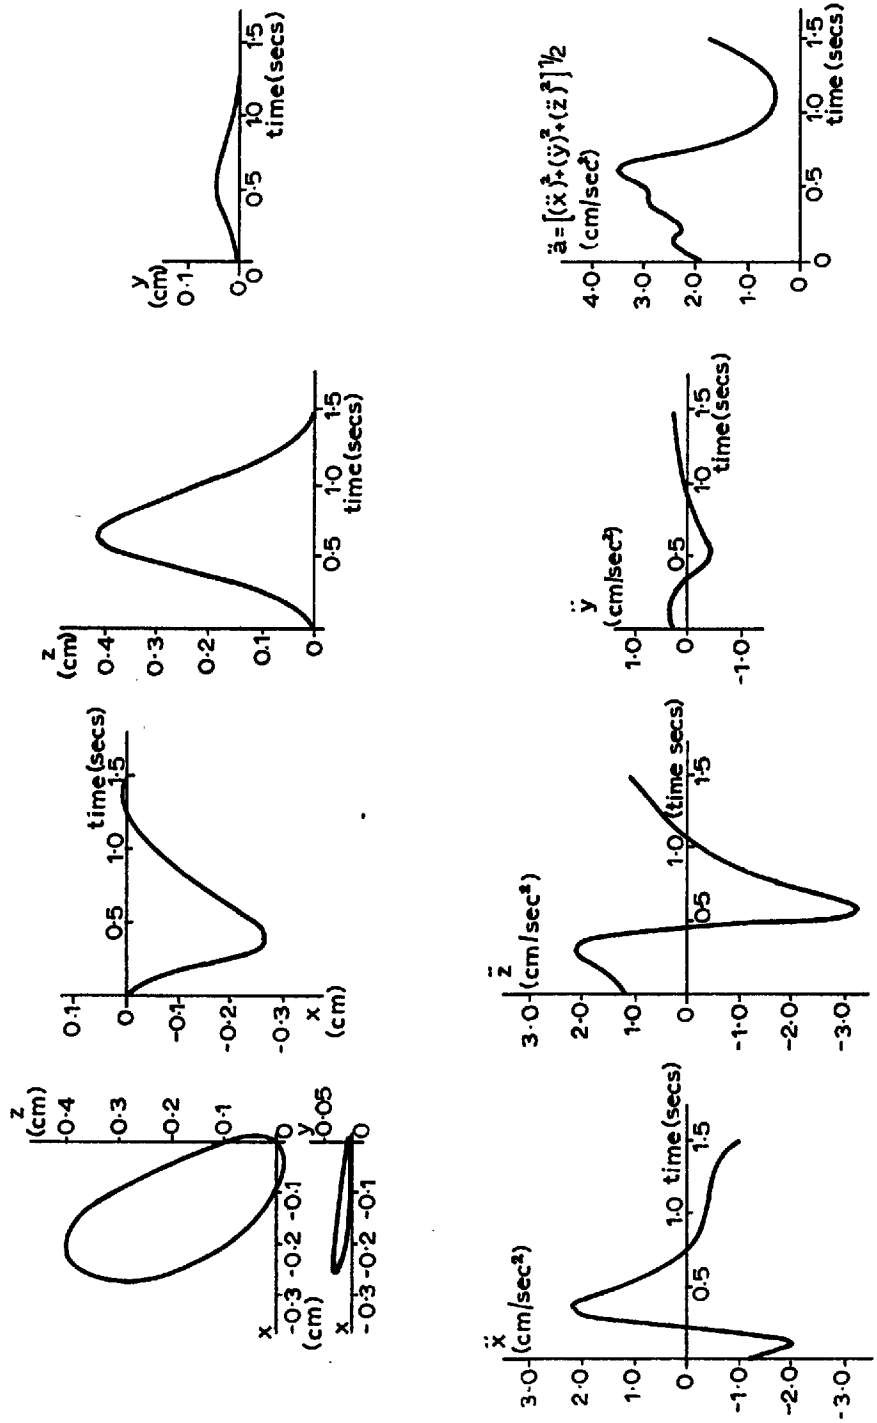 z
(cm)
0.4
0.3
0.2
0.1
0
x
-0.3 -0.2 -0.1
(cm)
y
0.05
0
x
-0.3 -0.2 -0.1
0.1
0
-0.1
-0.2
-0.3
x
(cm)
0.5
1.0
1.5
time(secs)
z
(cm)
0.4
0.3
0.2
0.1
0
0.5
1.0
1.5
time(secs)
y
(cm)
0.1
0
0
0.5
1.0
1.5
time(secs)
ẍ
(cm/sec²)
3.0
2.0
1.0
0
-1.0
-2.0
-3.0
0.5
1.0 time(secs)
1.5
z̈
(cm/sec²)
3.0
2.0
1.0
0
-1.0
-2.0
-3.0
0.5
1.0 (time secs)
1.5
ÿ
(cm/sec²)
1.0
0
-1.0
0.5
1.0
1.5
time(secs)
ä=[(ẍ)²+(ÿ)²+(z̈)²]1/2
(cm/sec²)
4.0
3.0
2.0
1.0
0
0
0.5
1.0
1.5
time(secs)